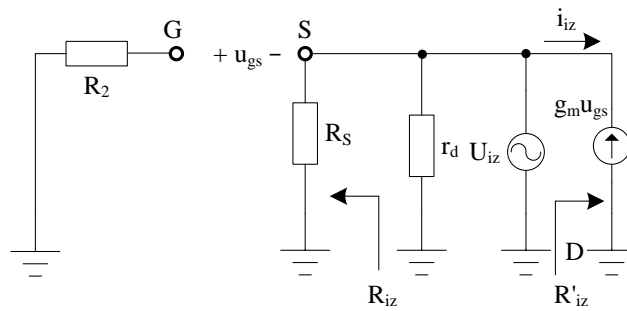 G
+ u_gs −
S
i_iz
R_2
R_S
r_d
U_iz
g_m u_gs
D
R_iz
R'_iz